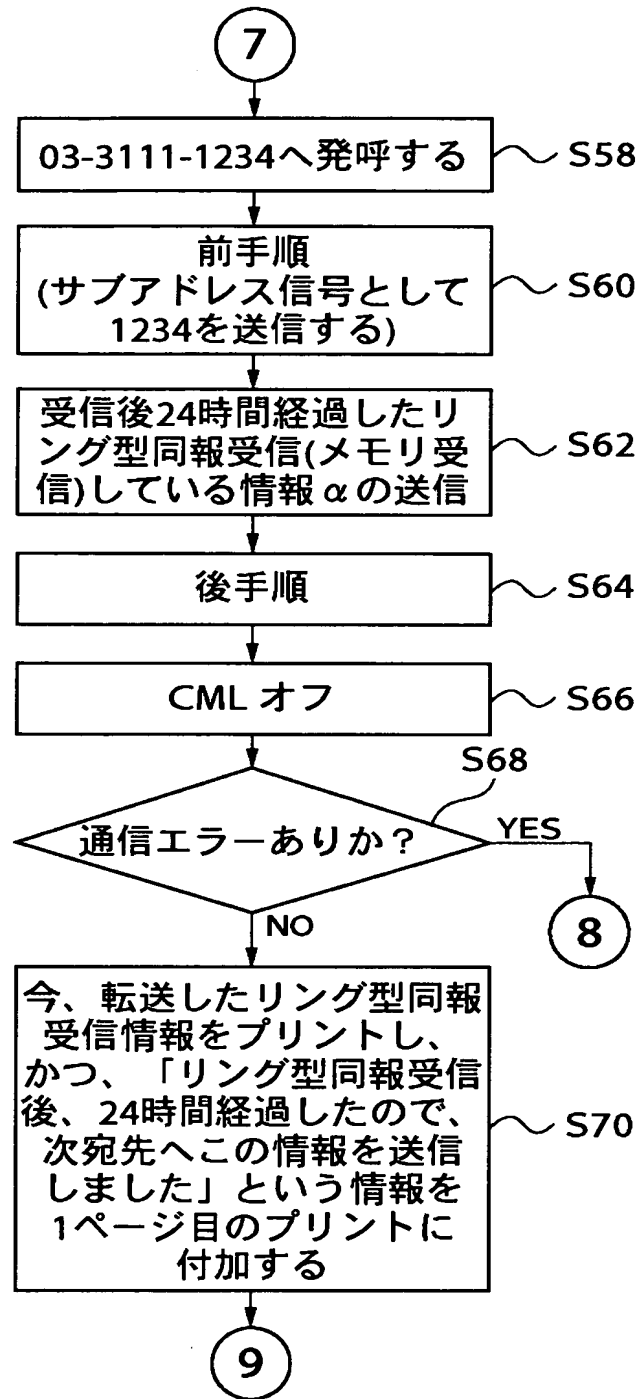 7
03-3111-1234へ発呼する
S58
前手順
(サブアドレス信号として
1234を送信する)
S60
受信後24時間経過したリ
ング型同報受信(メモリ受
信)している情報αの送信
S62
後手順
S64
CML オフ
S66
S68
通信エラーありか?
YES
8
NO
今、転送したリング型同報
受信情報をプリントし、
かつ、「リング型同報受信
後、24時間経過したので、
次宛先へこの情報を送信
しました」という情報を
1ページ目のプリントに
付加する
S70
9